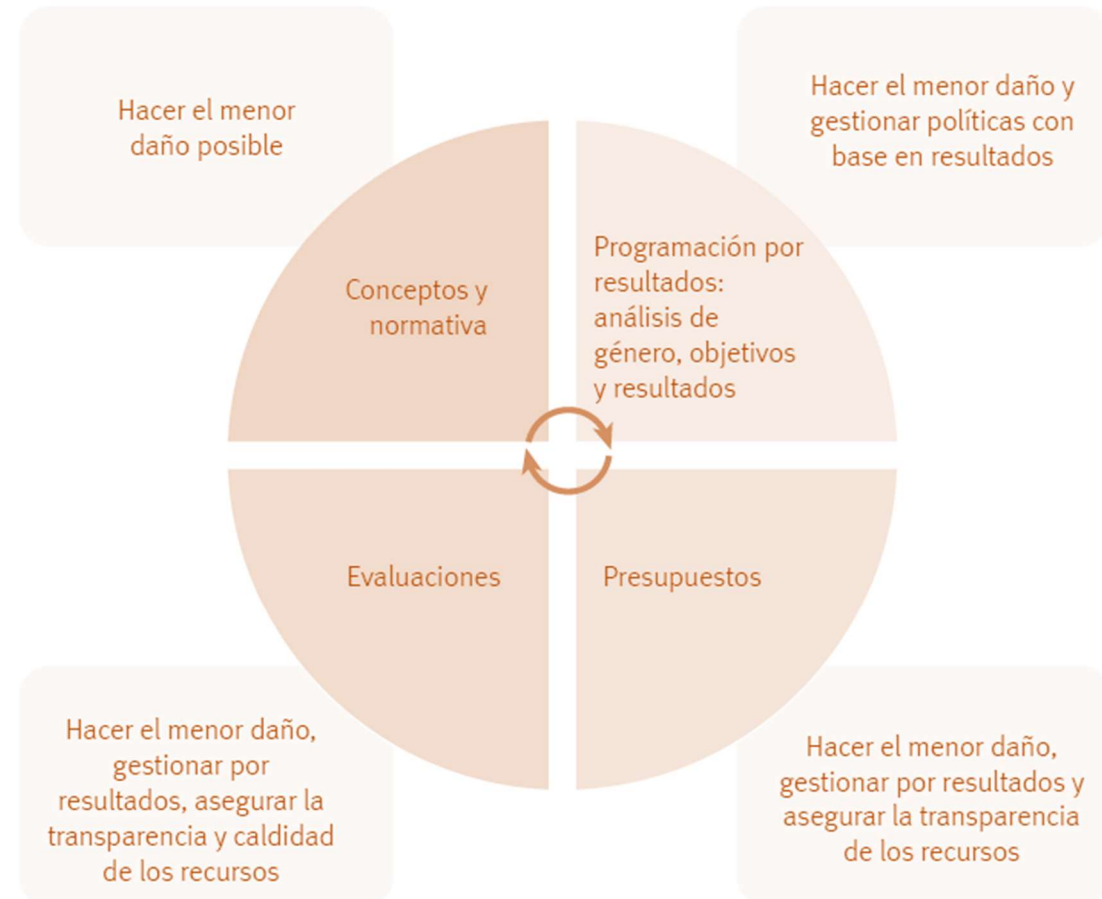 Hacer el menor
daño posible
Hacer el menor daño y
gestionar políticas con
base en resultados
Conceptos y
normativa
Programación por
resultados:
análisis de
género, objetivos
y resultados
Evaluaciones
Presupuestos
Hacer el menor daño,
gestionar por
resultados, asegurar la
transparencia y caldidad
de los recursos
Hacer el menor daño,
gestionar por resultados y
asegurar la transparencia
de los recursos